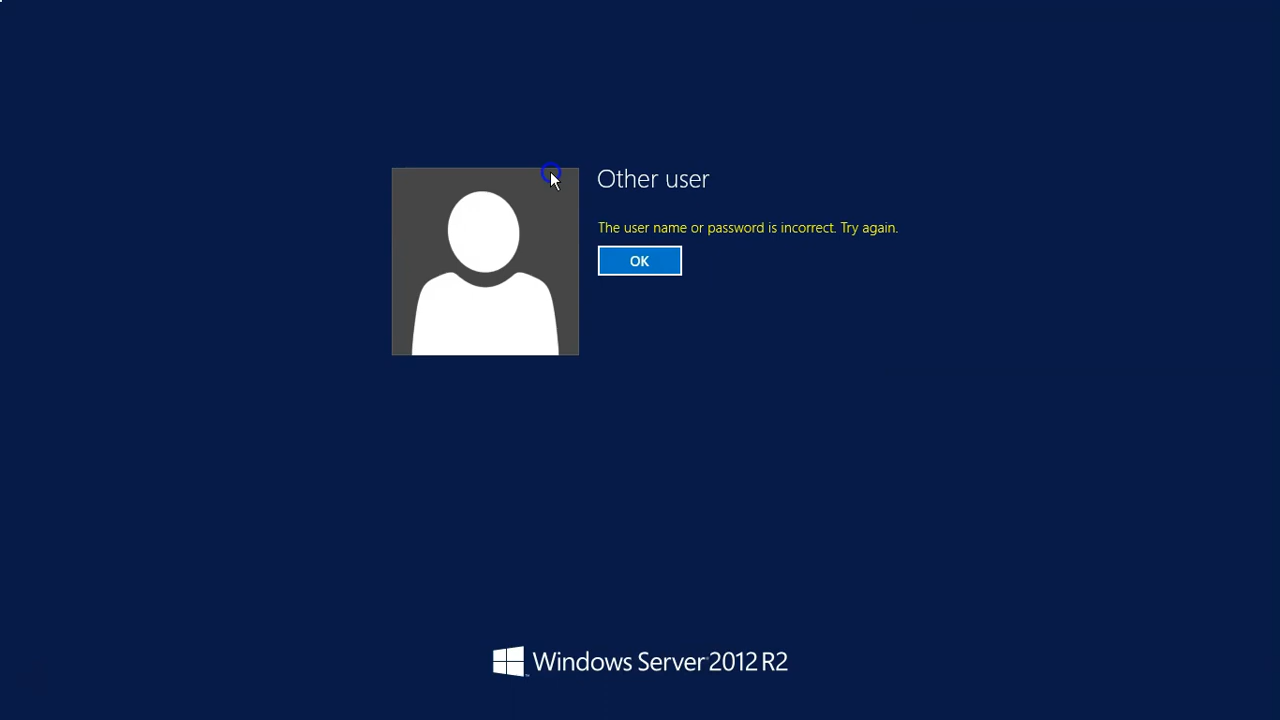 Other user
The user name or password is incorrect. Try again.
OK
Windows Server 2012 R2